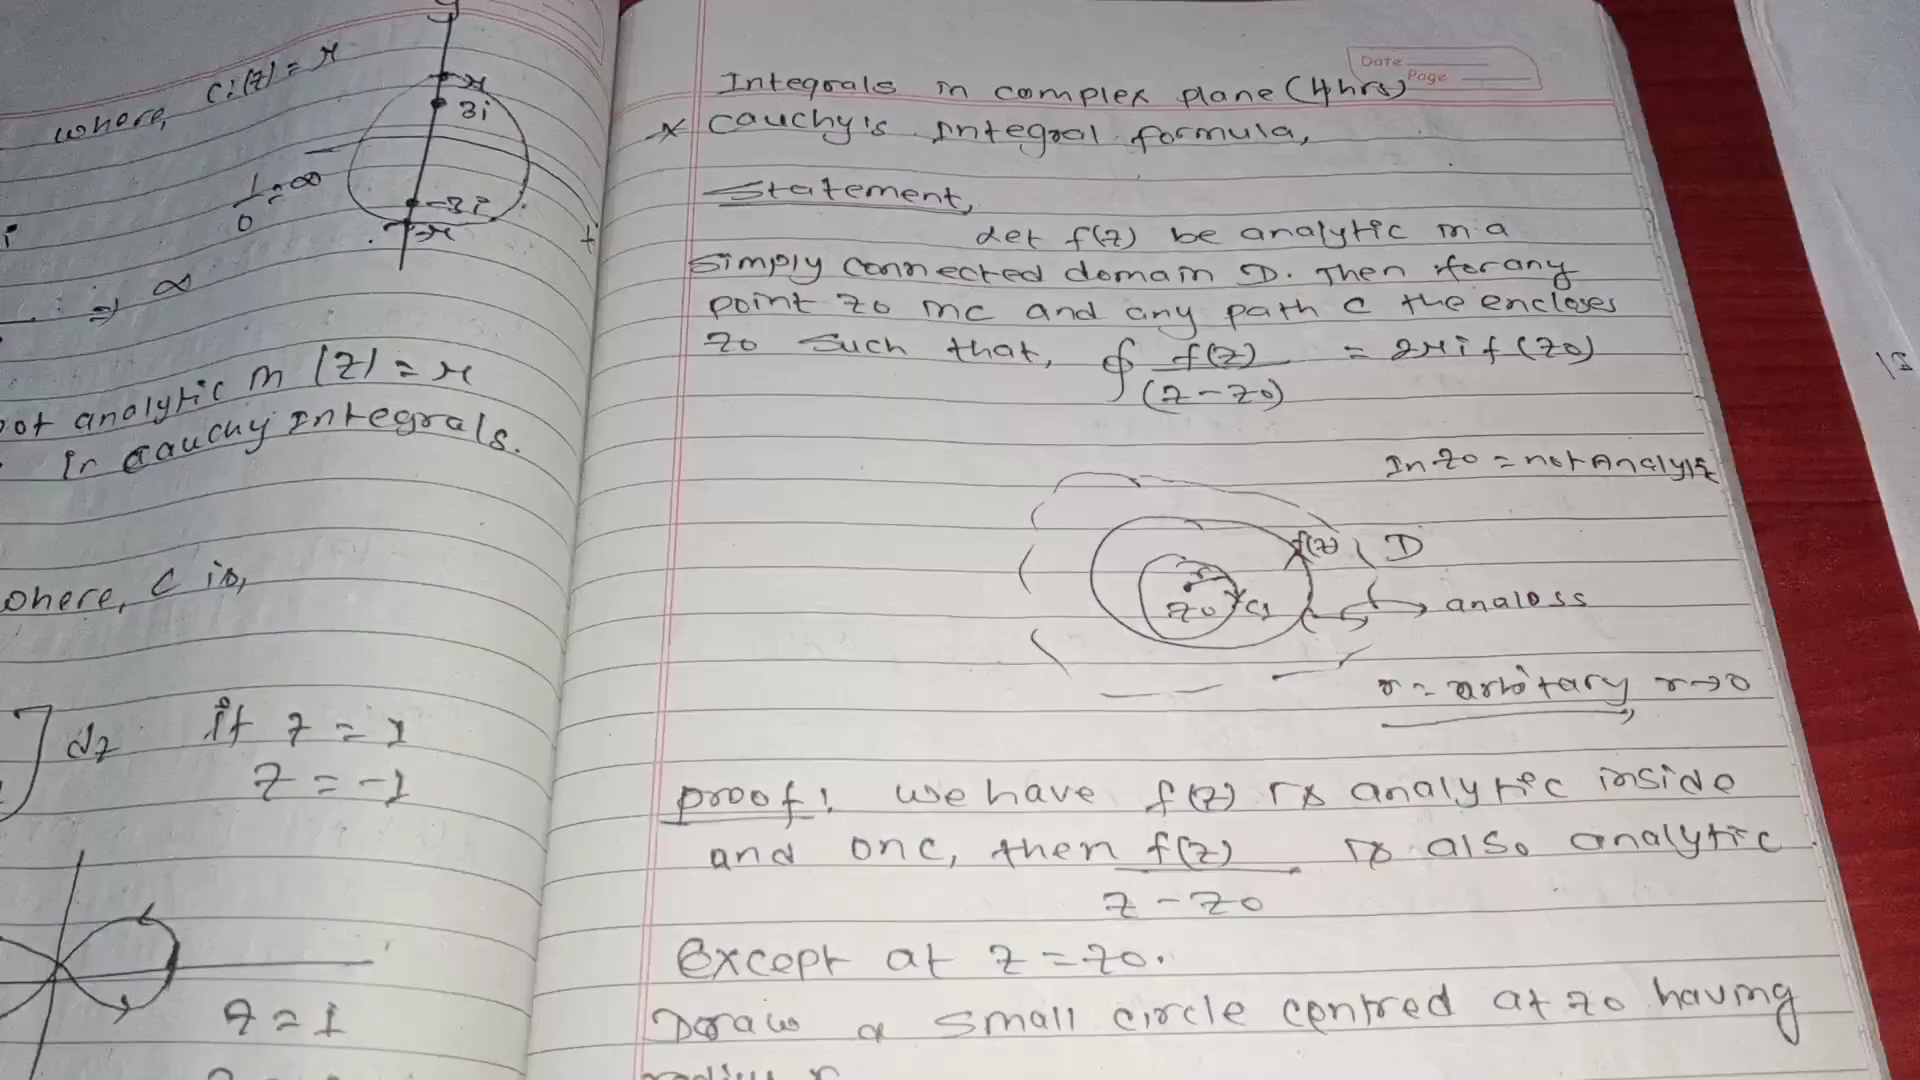 where, c:(z) = π
π
3i
1/0 = ∞
-3i
-π
⇒ ∞
not analytic in |z| = π
in cauchy integrals.
where, c is,
] dz if z = 1
z = -1
z = 1
Date
Page
Integrals in complex plane (4hrs)
* Cauchy's Integral formula,
Statement,
Let f(z) be analytic in a
simply connected domain D. Then for any
point z0 in c and any path c the encloses
z0 such that, ∮ f(z)/(z-z0) = 2πi f(z0)
In z0 = not Analytic
f(z) D
r
z0 C1
analoss
r = arbitary r→0
proof: we have f(z) is analytic inside
and on c, then f(z)/z-z0 is also analytic
Except at z = z0.
Draw a small circle centred at z0 having
radius r